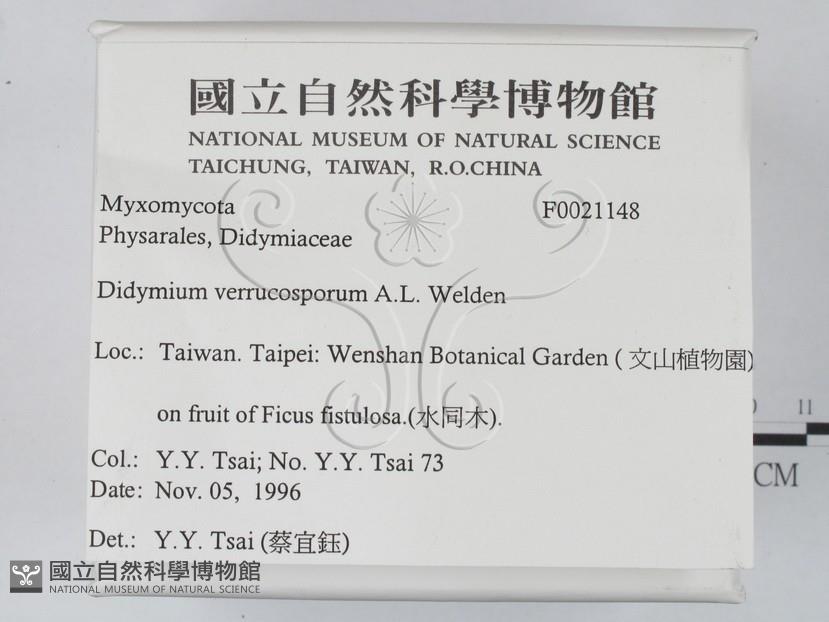 國立自然科學博物館
NATIONAL MUSEUM OF NATURAL SCIENCE
TAICHUNG, TAIWAN, R.O.CHINA
Myxomycota F0021148
Physarales, Didymiaceae
Didymium verrucosporum A.L. Welden
Loc.: Taiwan. Taipei: Wenshan Botanical Garden ( 文山植物園)
on fruit of Ficus fistulosa.(水同木).
Col.: Y.Y. Tsai; No. Y.Y. Tsai 73
Date: Nov. 05, 1996
Det.: Y.Y. Tsai (蔡宜鈺)
11
CM
國立自然科學博物館
NATIONAL MUSEUM OF NATURAL SCIENCE